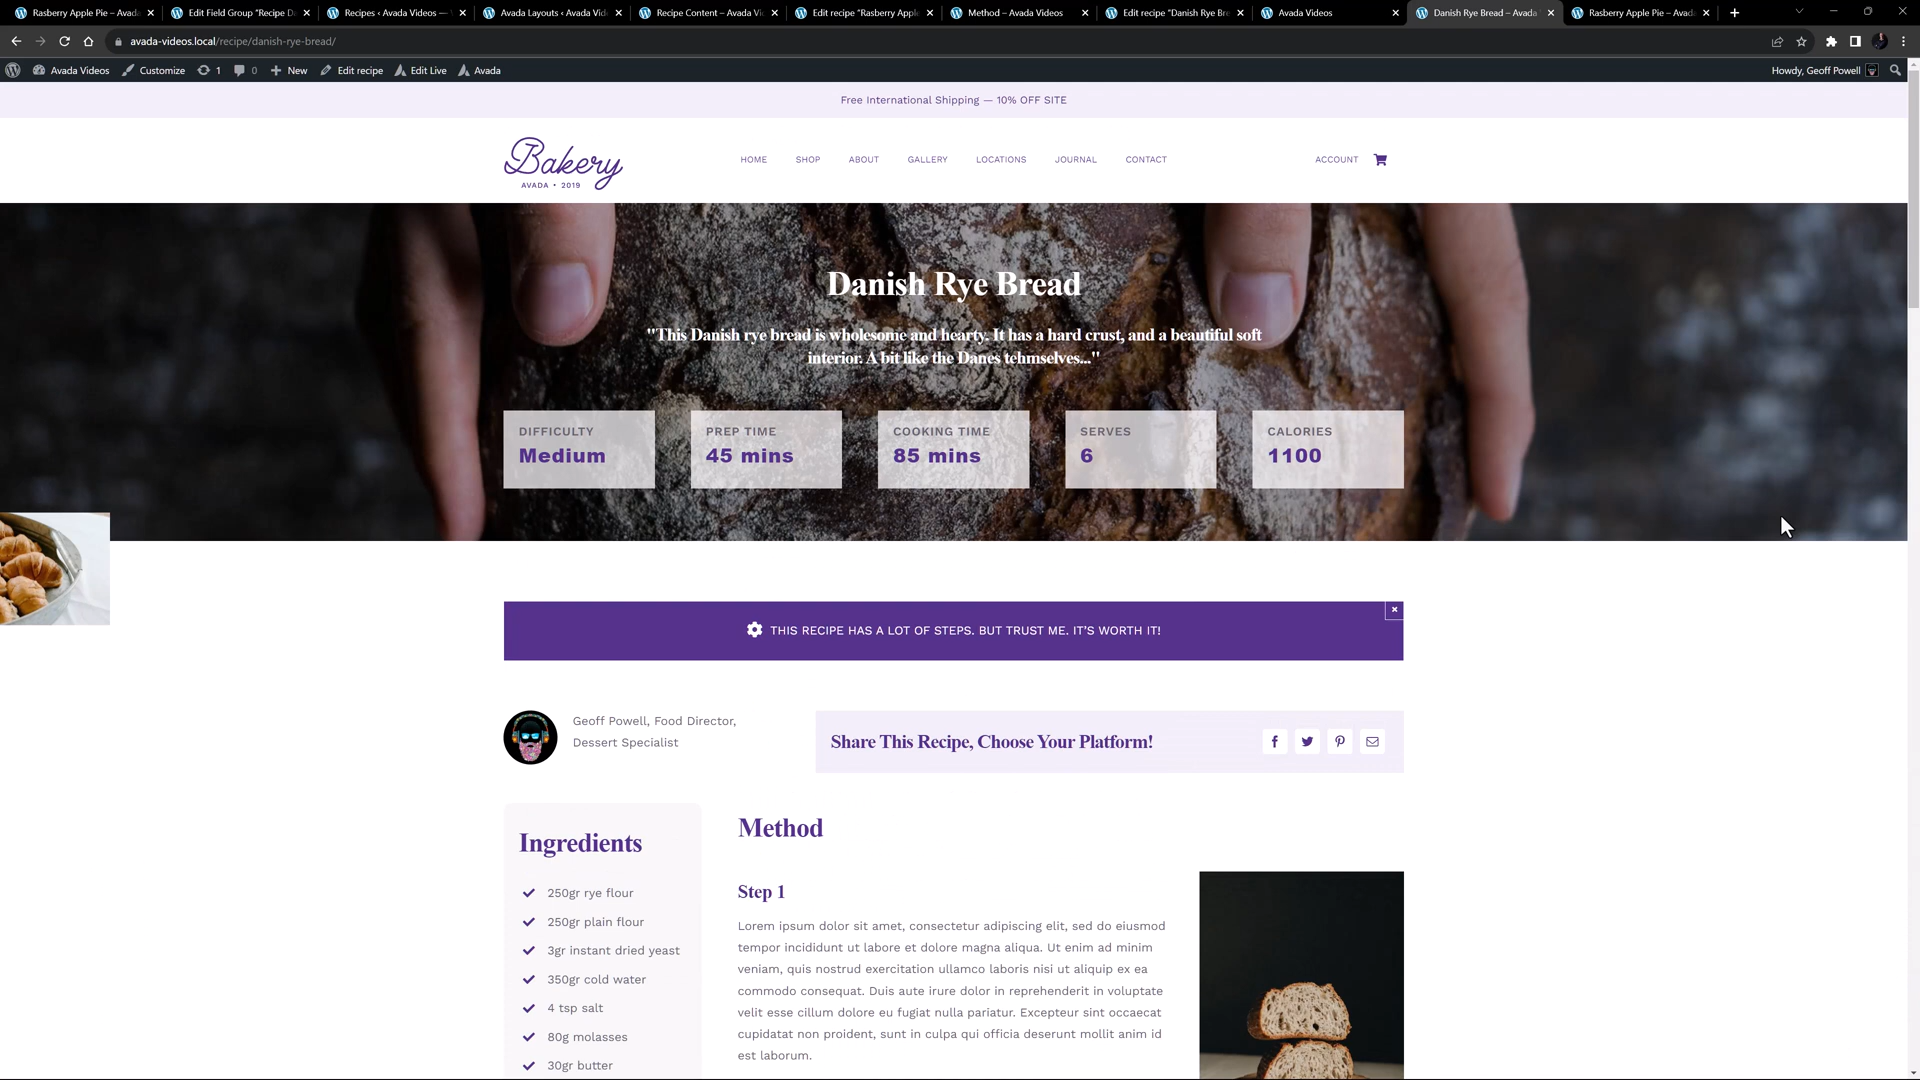 Rasberry Apple Pie – Avada
Edit Field Group "Recipe D
Recipes ‹ Avada Videos —
Avada Layouts ‹ Avada Vid
Recipe Content – Avada Vi
Edit recipe "Rasberry Apple
Method – Avada Videos
Edit recipe "Danish Rye Bre
Avada Videos
Danish Rye Bread – Avada
Rasberry Apple Pie – Avada
avada-videos.local/recipe/danish-rye-bread/
Avada Videos
Customize
1
0
New
Edit recipe
Edit Live
Avada
Howdy, Geoff Powell
Free International Shipping — 10% OFF SITE
Bakery
AVADA • 2019
HOME
SHOP
ABOUT
GALLERY
LOCATIONS
JOURNAL
CONTACT
ACCOUNT
Danish Rye Bread
"This Danish rye bread is wholesome and hearty. It has a hard crust, and a beautiful soft
interior. A bit like the Danes tehmselves..."
DIFFICULTY
Medium
PREP TIME
45 mins
COOKING TIME
85 mins
SERVES
6
CALORIES
1100
THIS RECIPE HAS A LOT OF STEPS. BUT TRUST ME. IT'S WORTH IT!
Geoff Powell, Food Director,
Dessert Specialist
Share This Recipe, Choose Your Platform!
Ingredients
250gr rye flour
250gr plain flour
3gr instant dried yeast
350gr cold water
4 tsp salt
80g molasses
30gr butter
Method
Step 1
Lorem ipsum dolor sit amet, consectetur adipiscing elit, sed do eiusmod
tempor incididunt ut labore et dolore magna aliqua. Ut enim ad minim
veniam, quis nostrud exercitation ullamco laboris nisi ut aliquip ex ea
commodo consequat. Duis aute irure dolor in reprehenderit in voluptate
velit esse cillum dolore eu fugiat nulla pariatur. Excepteur sint occaecat
cupidatat non proident, sunt in culpa qui officia deserunt mollit anim id
est laborum.